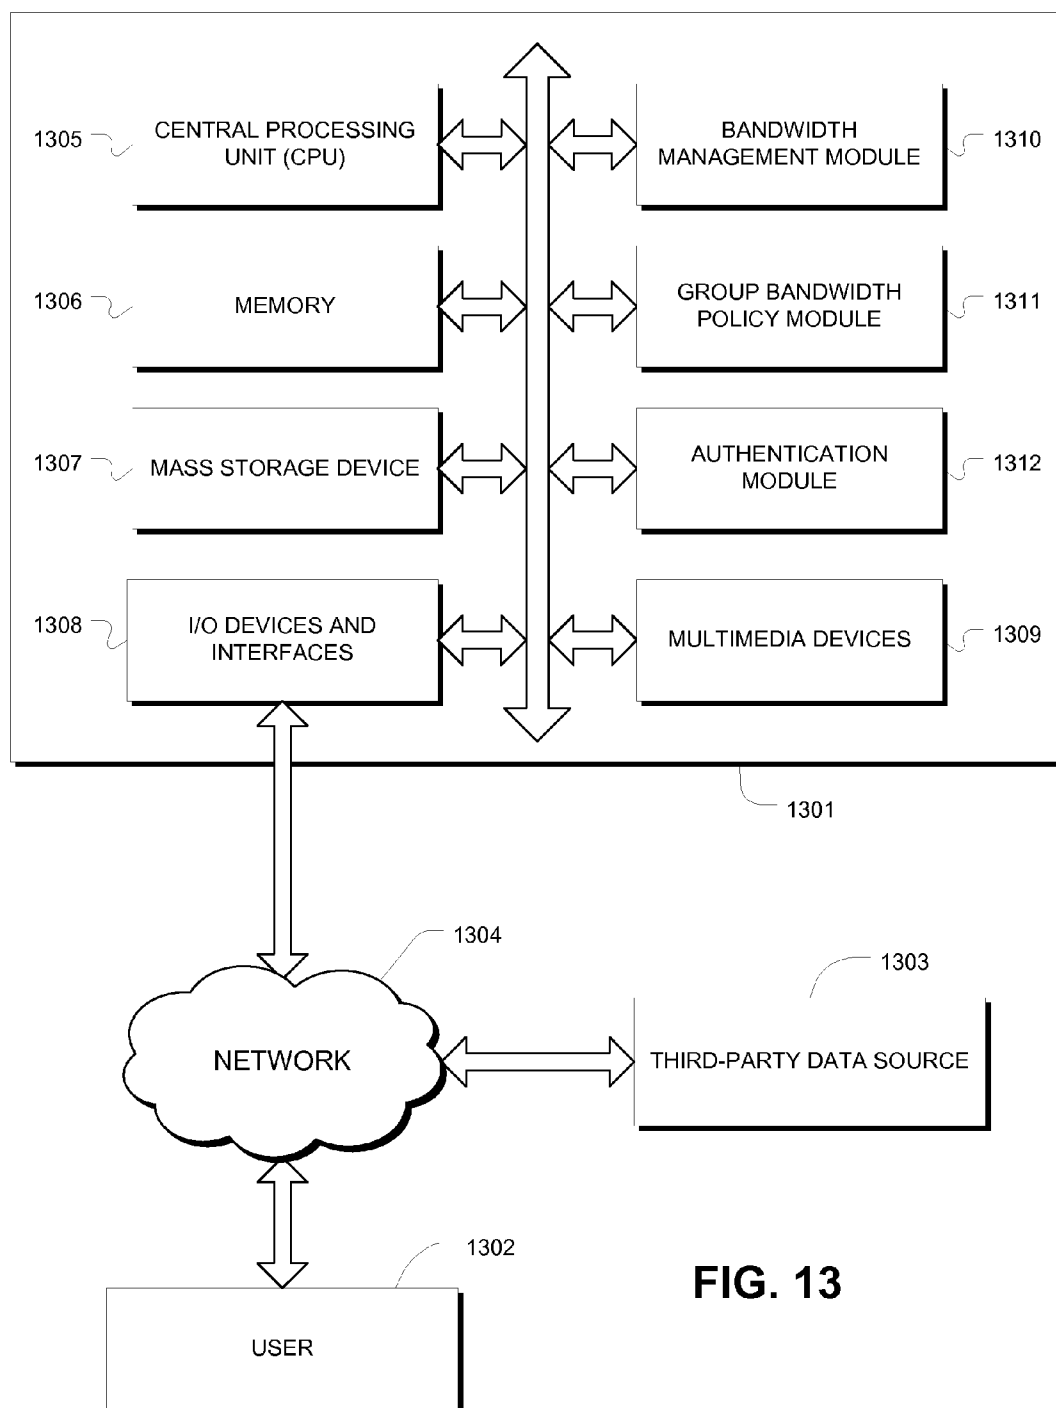 1305
CENTRAL PROCESSING
UNIT (CPU)
BANDWIDTH
MANAGEMENT MODULE
1310
1306
MEMORY
GROUP BANDWIDTH
POLICY MODULE
1311
1307
MASS STORAGE DEVICE
AUTHENTICATION
MODULE
1312
1308
I/O DEVICES AND
INTERFACES
MULTIMEDIA DEVICES
1309
1301
1304
1303
NETWORK
THIRD-PARTY DATA SOURCE
1302
FIG. 13
USER